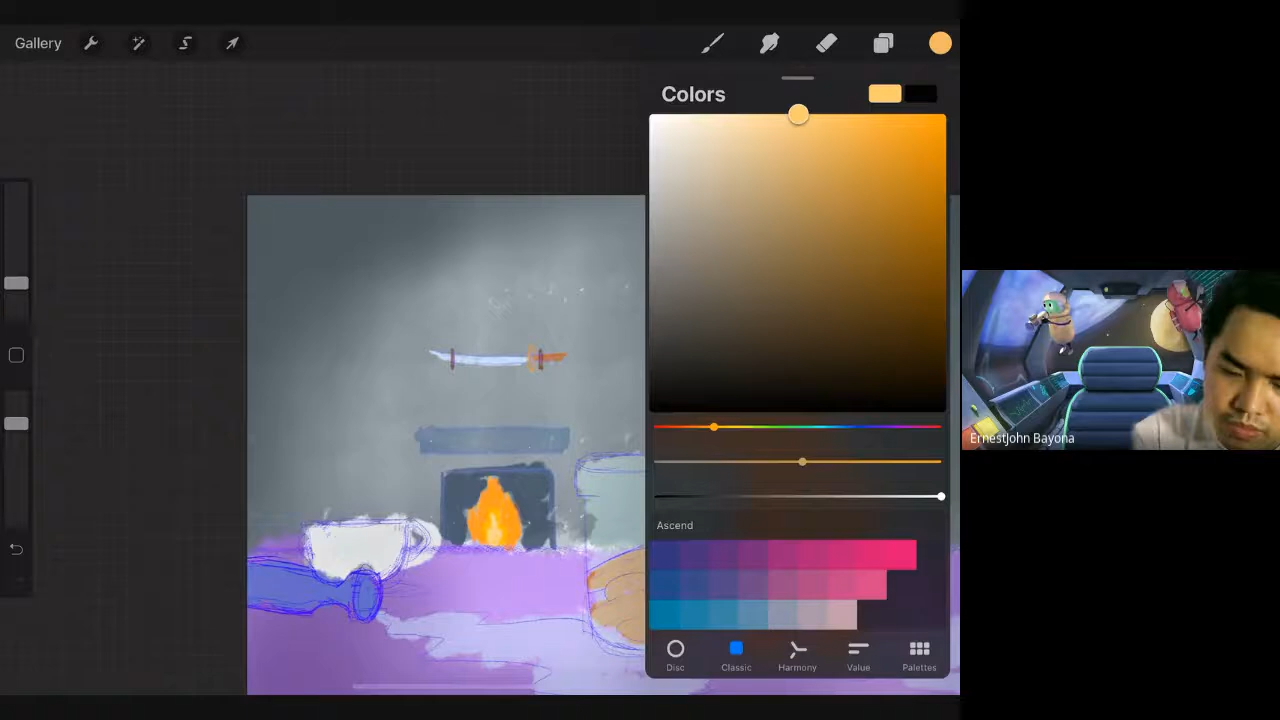 Gallery
Colors
Ascend
Disc
Classic
Harmony
Value
Palettes
ErnestJohn Bayona